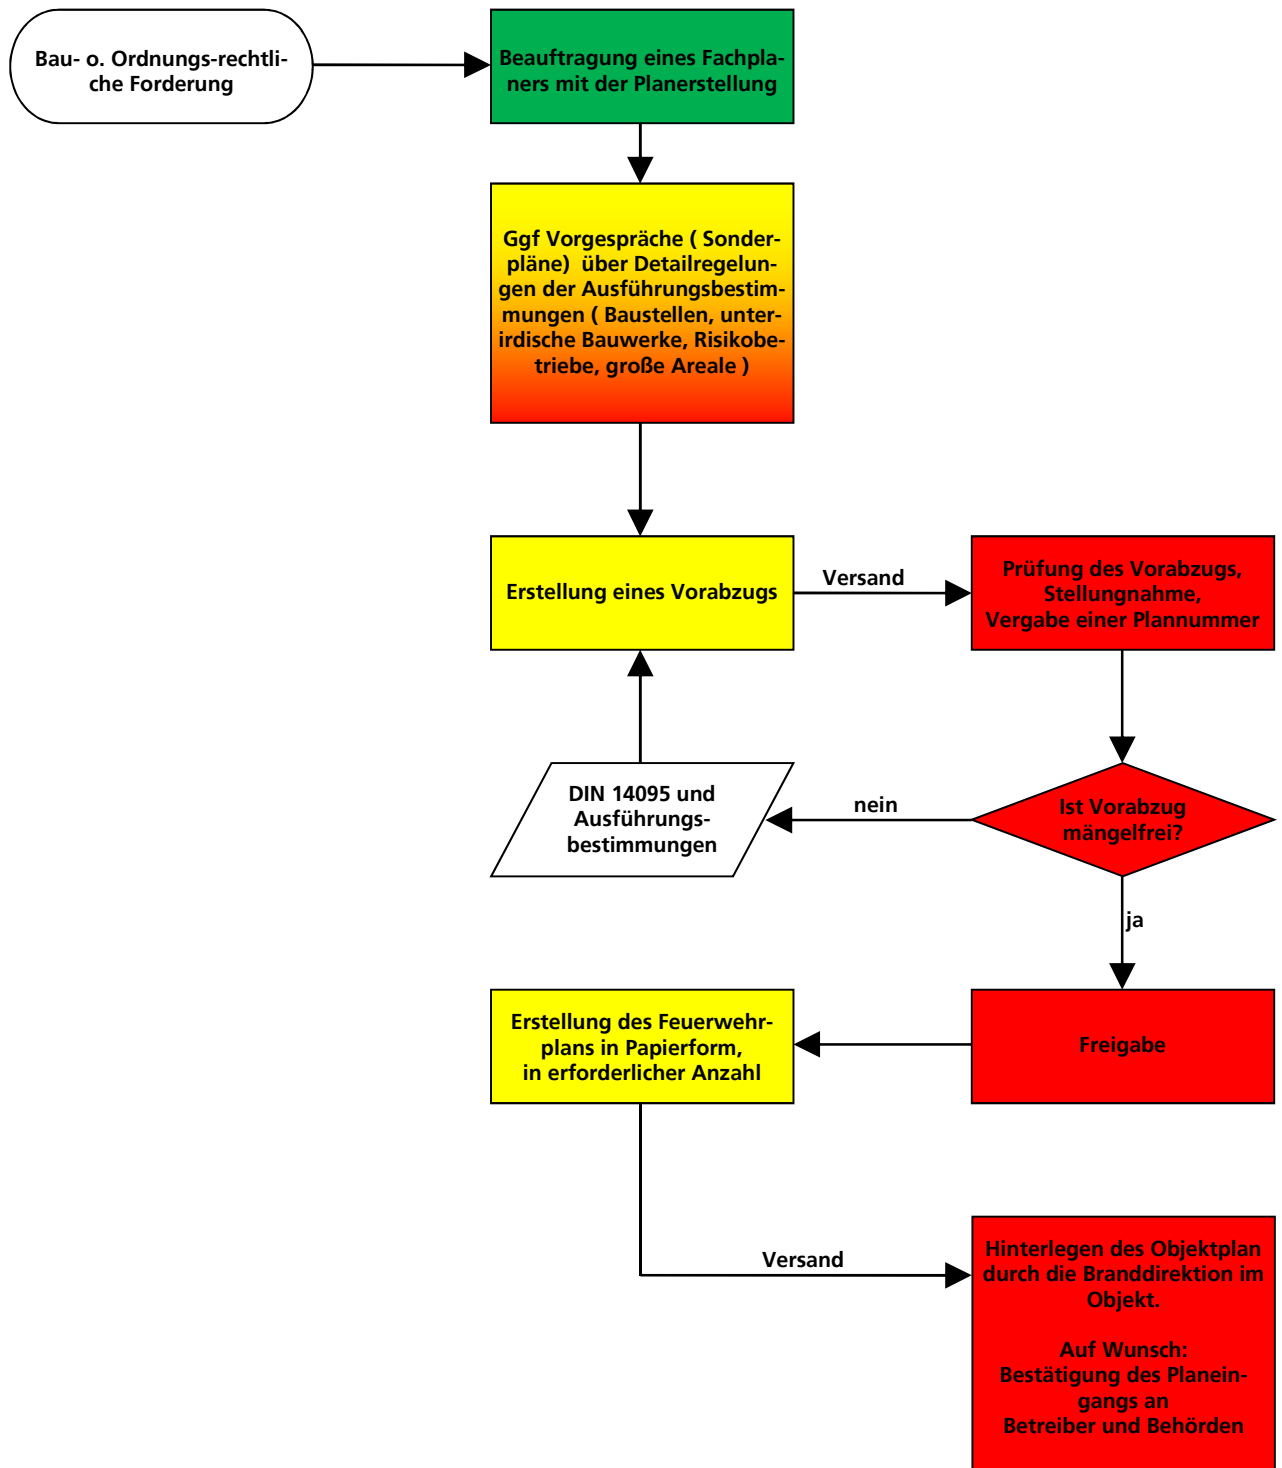 Bau- o. Ordnungs-rechtli-
che Forderung
Beauftragung eines Fachpla-
ners mit der Planerstellung
Ggf Vorgespräche ( Sonder-
pläne)  über Detailregelun-
gen der Ausführungsbestim-
mungen ( Baustellen, unter-
irdische Bauwerke, Risikobe-
triebe, große Areale )
Erstellung eines Vorabzugs
Versand
Prüfung des Vorabzugs,
Stellungnahme,
Vergabe einer Plannummer
DIN 14095 und
Ausführungs-
bestimmungen
nein
Ist Vorabzug
mängelfrei?
ja
Erstellung des Feuerwehr-
plans in Papierform,
in erforderlicher Anzahl
Freigabe
Versand
Hinterlegen des Objektplan
durch die Branddirektion im
Objekt.
Auf Wunsch:
Bestätigung des Planein-
gangs an
Betreiber und Behörden